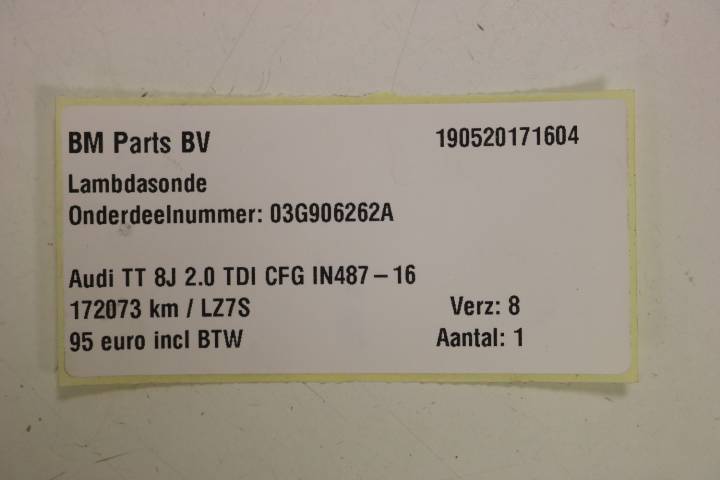 BM Parts BV 190520171604
Lambdasonde
Onderdeelnummer: 03G906262A
Audi TT 8J 2.0 TDI CFG IN487-16
172073 km / LZ7S Verz: 8
95 euro incl BTW Aantal: 1